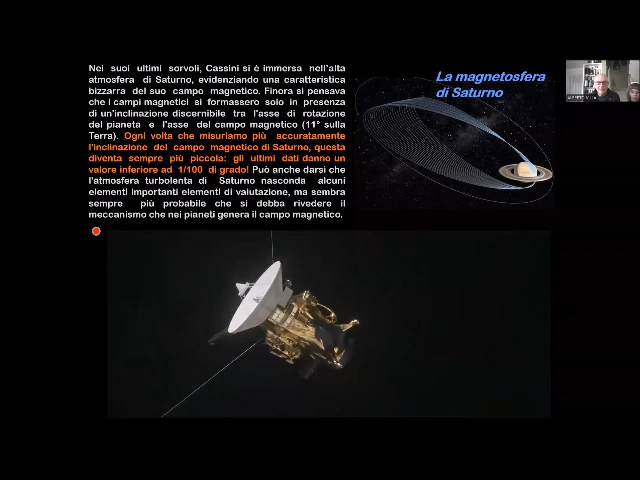 Nei suoi ultimi sorvoli, Cassini si è immersa nell'alta
atmosfera di Saturno, evidenziando una caratteristica
bizzarra del suo campo magnetico. Finora si pensava
che i campi magnetici si formassero solo in presenza
di un'inclinazione discernibile tra l'asse di rotazione
del pianeta e l'asse del campo magnetico (11° sulla
Terra). Ogni volta che misuriamo più accuratamente
l'inclinazione del campo magnetico di Saturno, questa
diventa sempre più piccola: gli ultimi dati danno un
valore inferiore ad 1/100 di grado! Può anche darsi che
l'atmosfera turbolenta di Saturno nasconda alcuni
elementi importanti elementi di valutazione, ma sembra
sempre più probabile che si debba rivedere il
meccanismo che nei pianeti genera il campo magnetico.
La magnetosfera
di Saturno